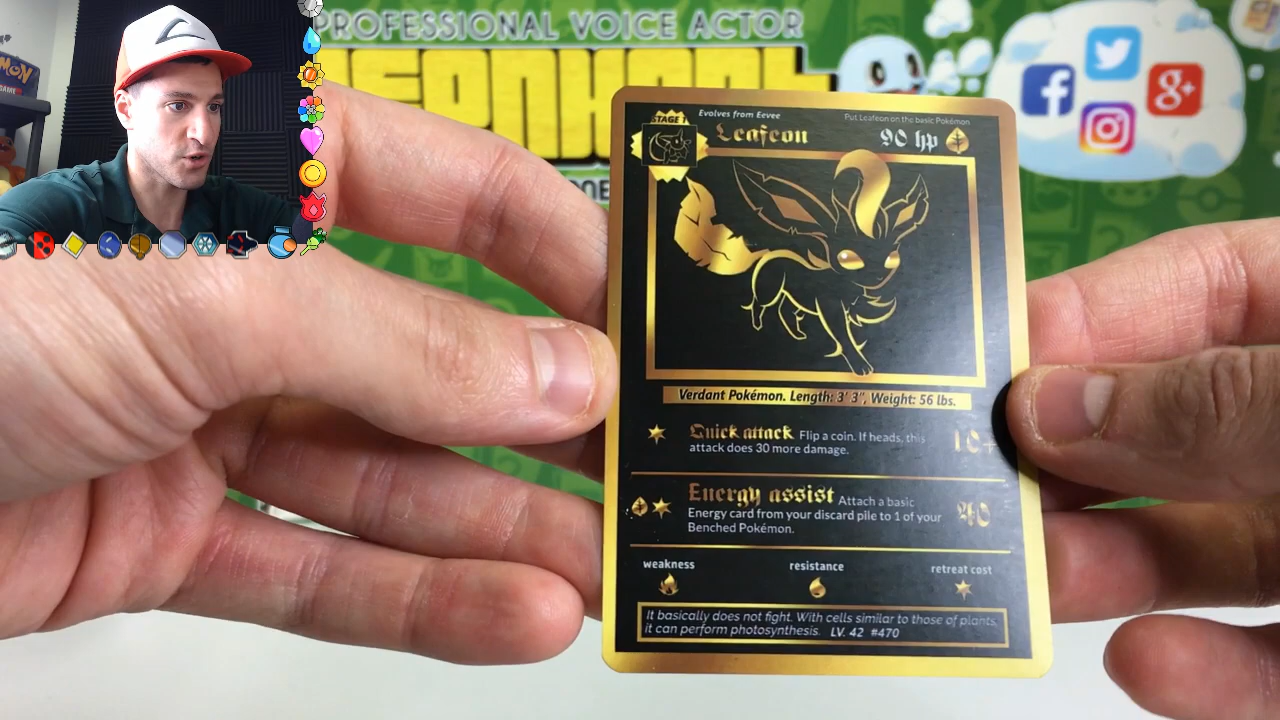 PROFESSIONAL VOICE ACTOR
STAGE 1
Evolves from Eevee
Put Leafeon on the basic Pokémon
Leafeon
90 hp
Verdant Pokémon. Length: 3' 3", Weight: 56 lbs.
Quick attack Flip a coin. If heads, this
attack does 30 more damage.
10+
Energy assist Attach a basic
Energy card from your discard pile to 1 of your
Benched Pokémon.
40
weakness
resistance
retreat cost
It basically does not fight. With cells similar to those of plants,
it can perform photosynthesis. LV. 42 #470